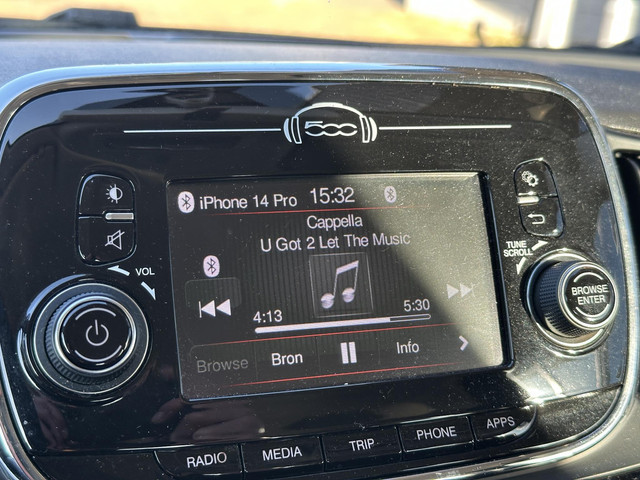 500
iPhone 14 Pro 15:32
Cappella
U Got 2 Let The Music
4:13 5:30
Browse Bron Info
VOL
TUNE
SCROLL
BROWSE
ENTER
RADIO MEDIA TRIP PHONE APPS